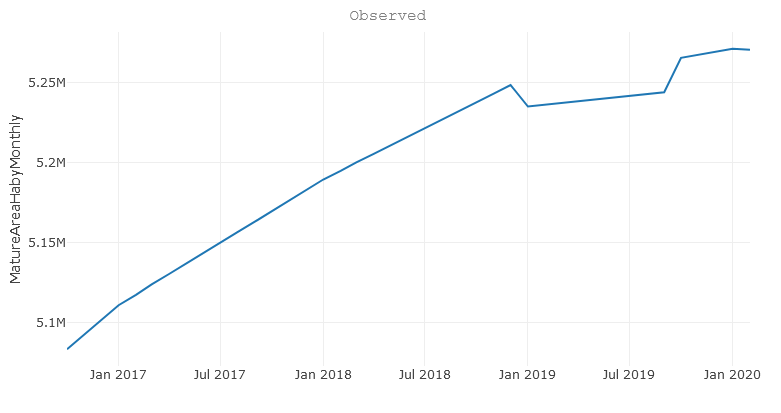 Observed
MatureAreaHabyMonthly
5.25M
5.2M
5.15M
5.1M
Jan 2017 Jul 2017 Jan 2018 Jul 2018 Jan 2019 Jul 2019 Jan 2020